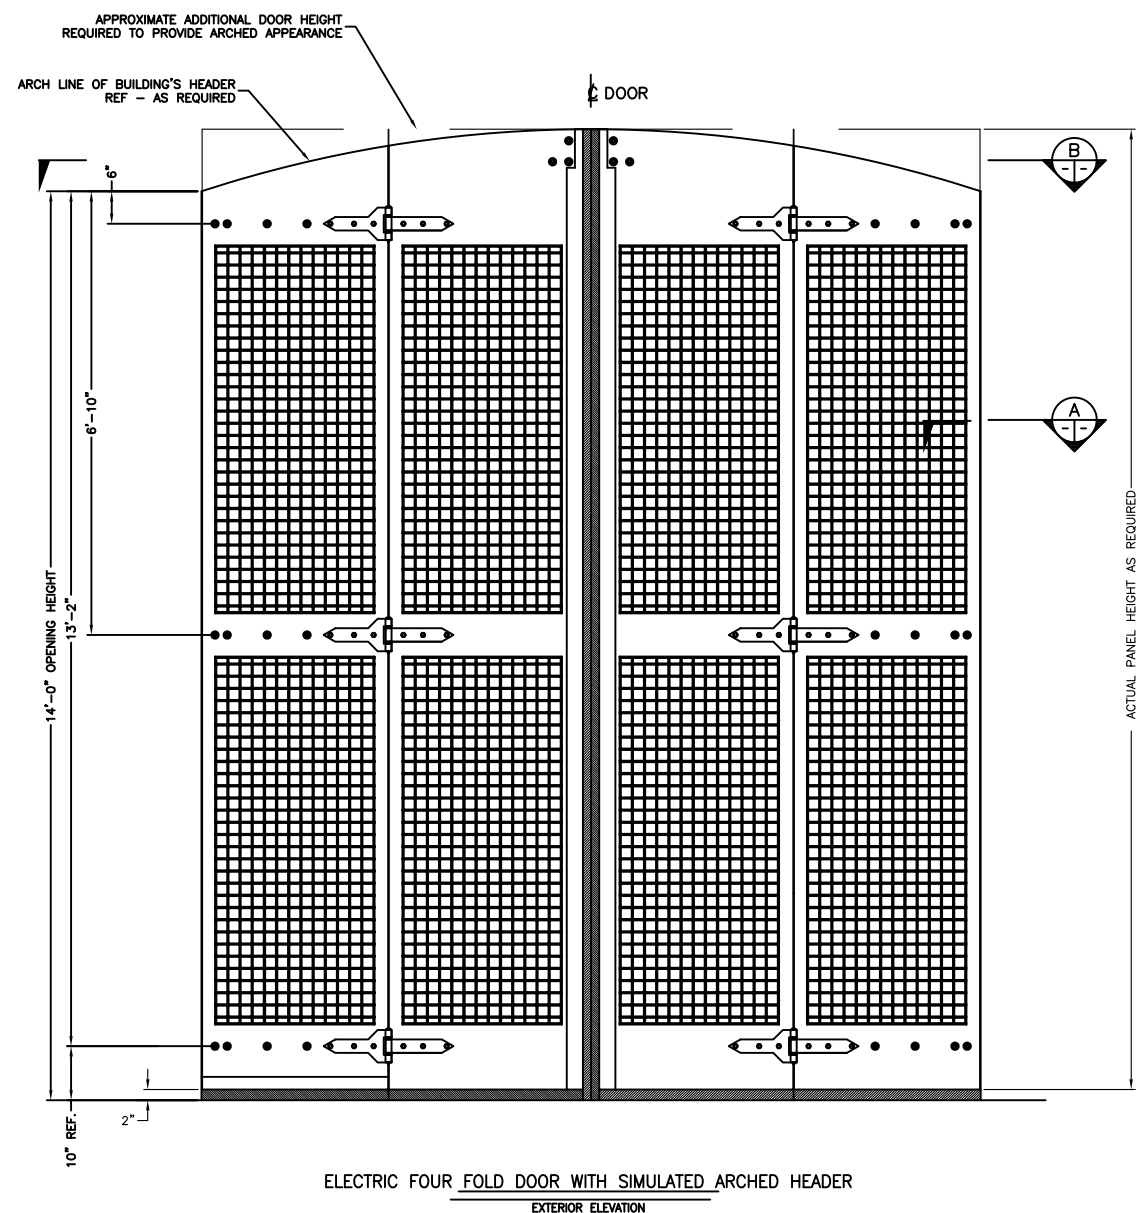 APPROXIMATE ADDITIONAL DOOR HEIGHT
REQUIRED TO PROVIDE ARCHED APPEARANCE
ARCH LINE OF BUILDING'S HEADER
REF – AS REQUIRED
℄ DOOR
B
6"
6'–10"
A
14'–0" OPENING HEIGHT
13'–2"
ACTUAL PANEL HEIGHT AS REQUIRED
2"
10" REF.
ELECTRIC FOUR FOLD DOOR WITH SIMULATED ARCHED HEADER
EXTERIOR ELEVATION